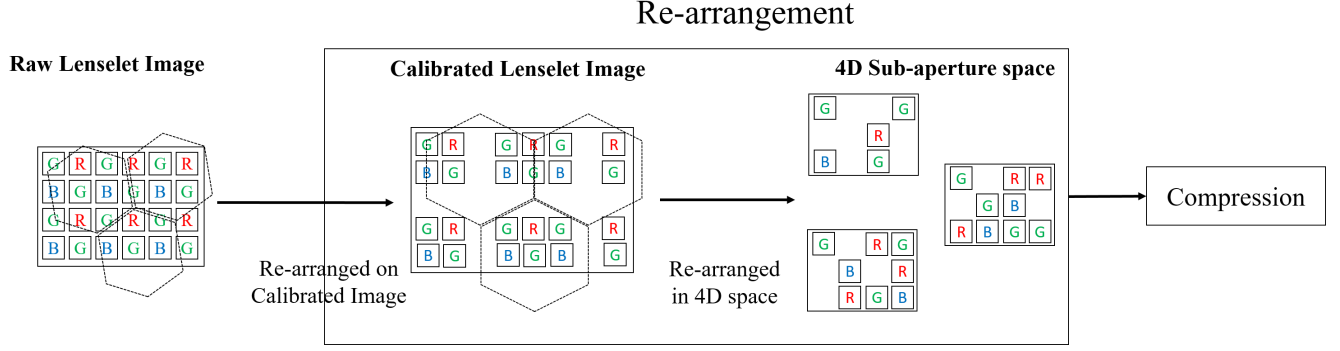 Re-arrangement
Raw Lenselet Image
Calibrated Lenselet Image
4D Sub-aperture space
G R G R G R
B G B G B G
G R G R G R
B G B G B G
Re-arranged on
Calibrated Image
G R G R G R
B G B G B G
G R G R G R
B G B G B G
Re-arranged
in 4D space
G G
R
B G
G R R
G B
R B G G
G R G
B R
R G B
Compression